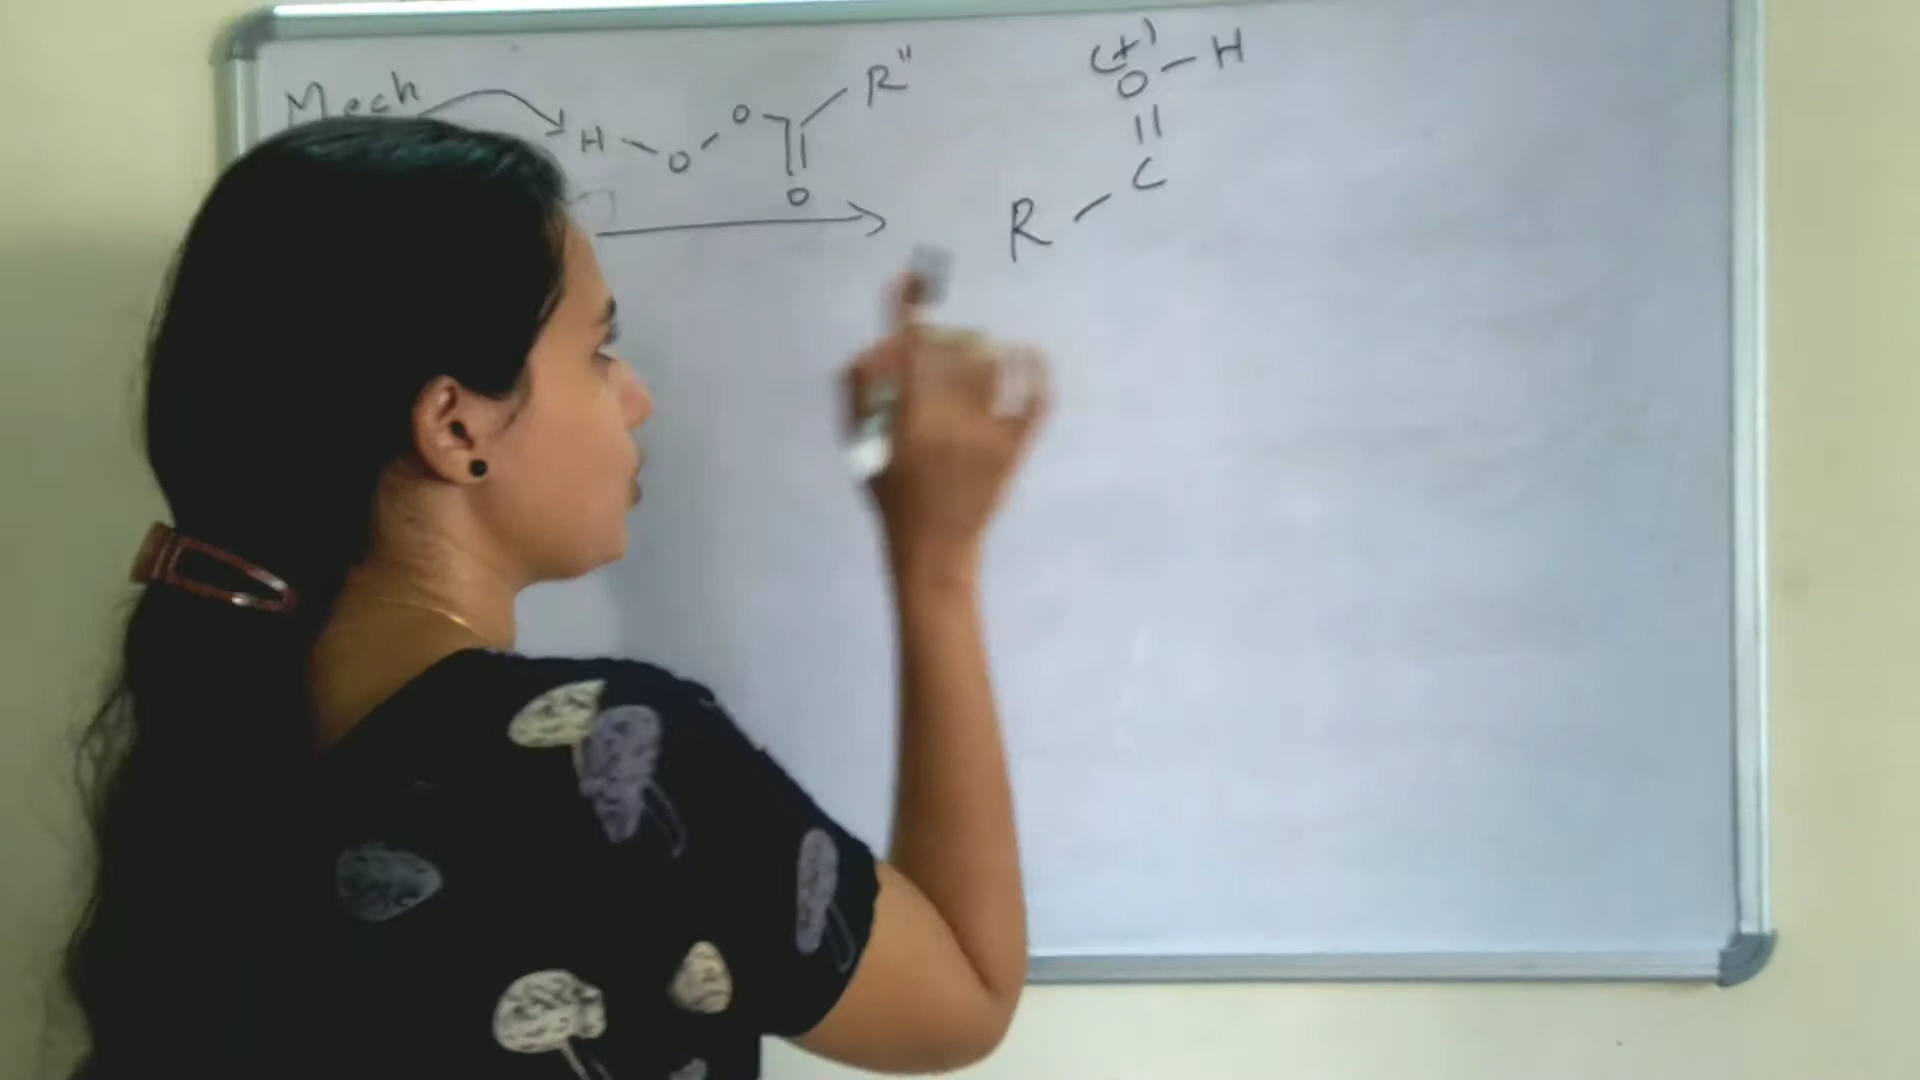 Mech
H-O-O-R"
O
(+)
O-H
||
C
R